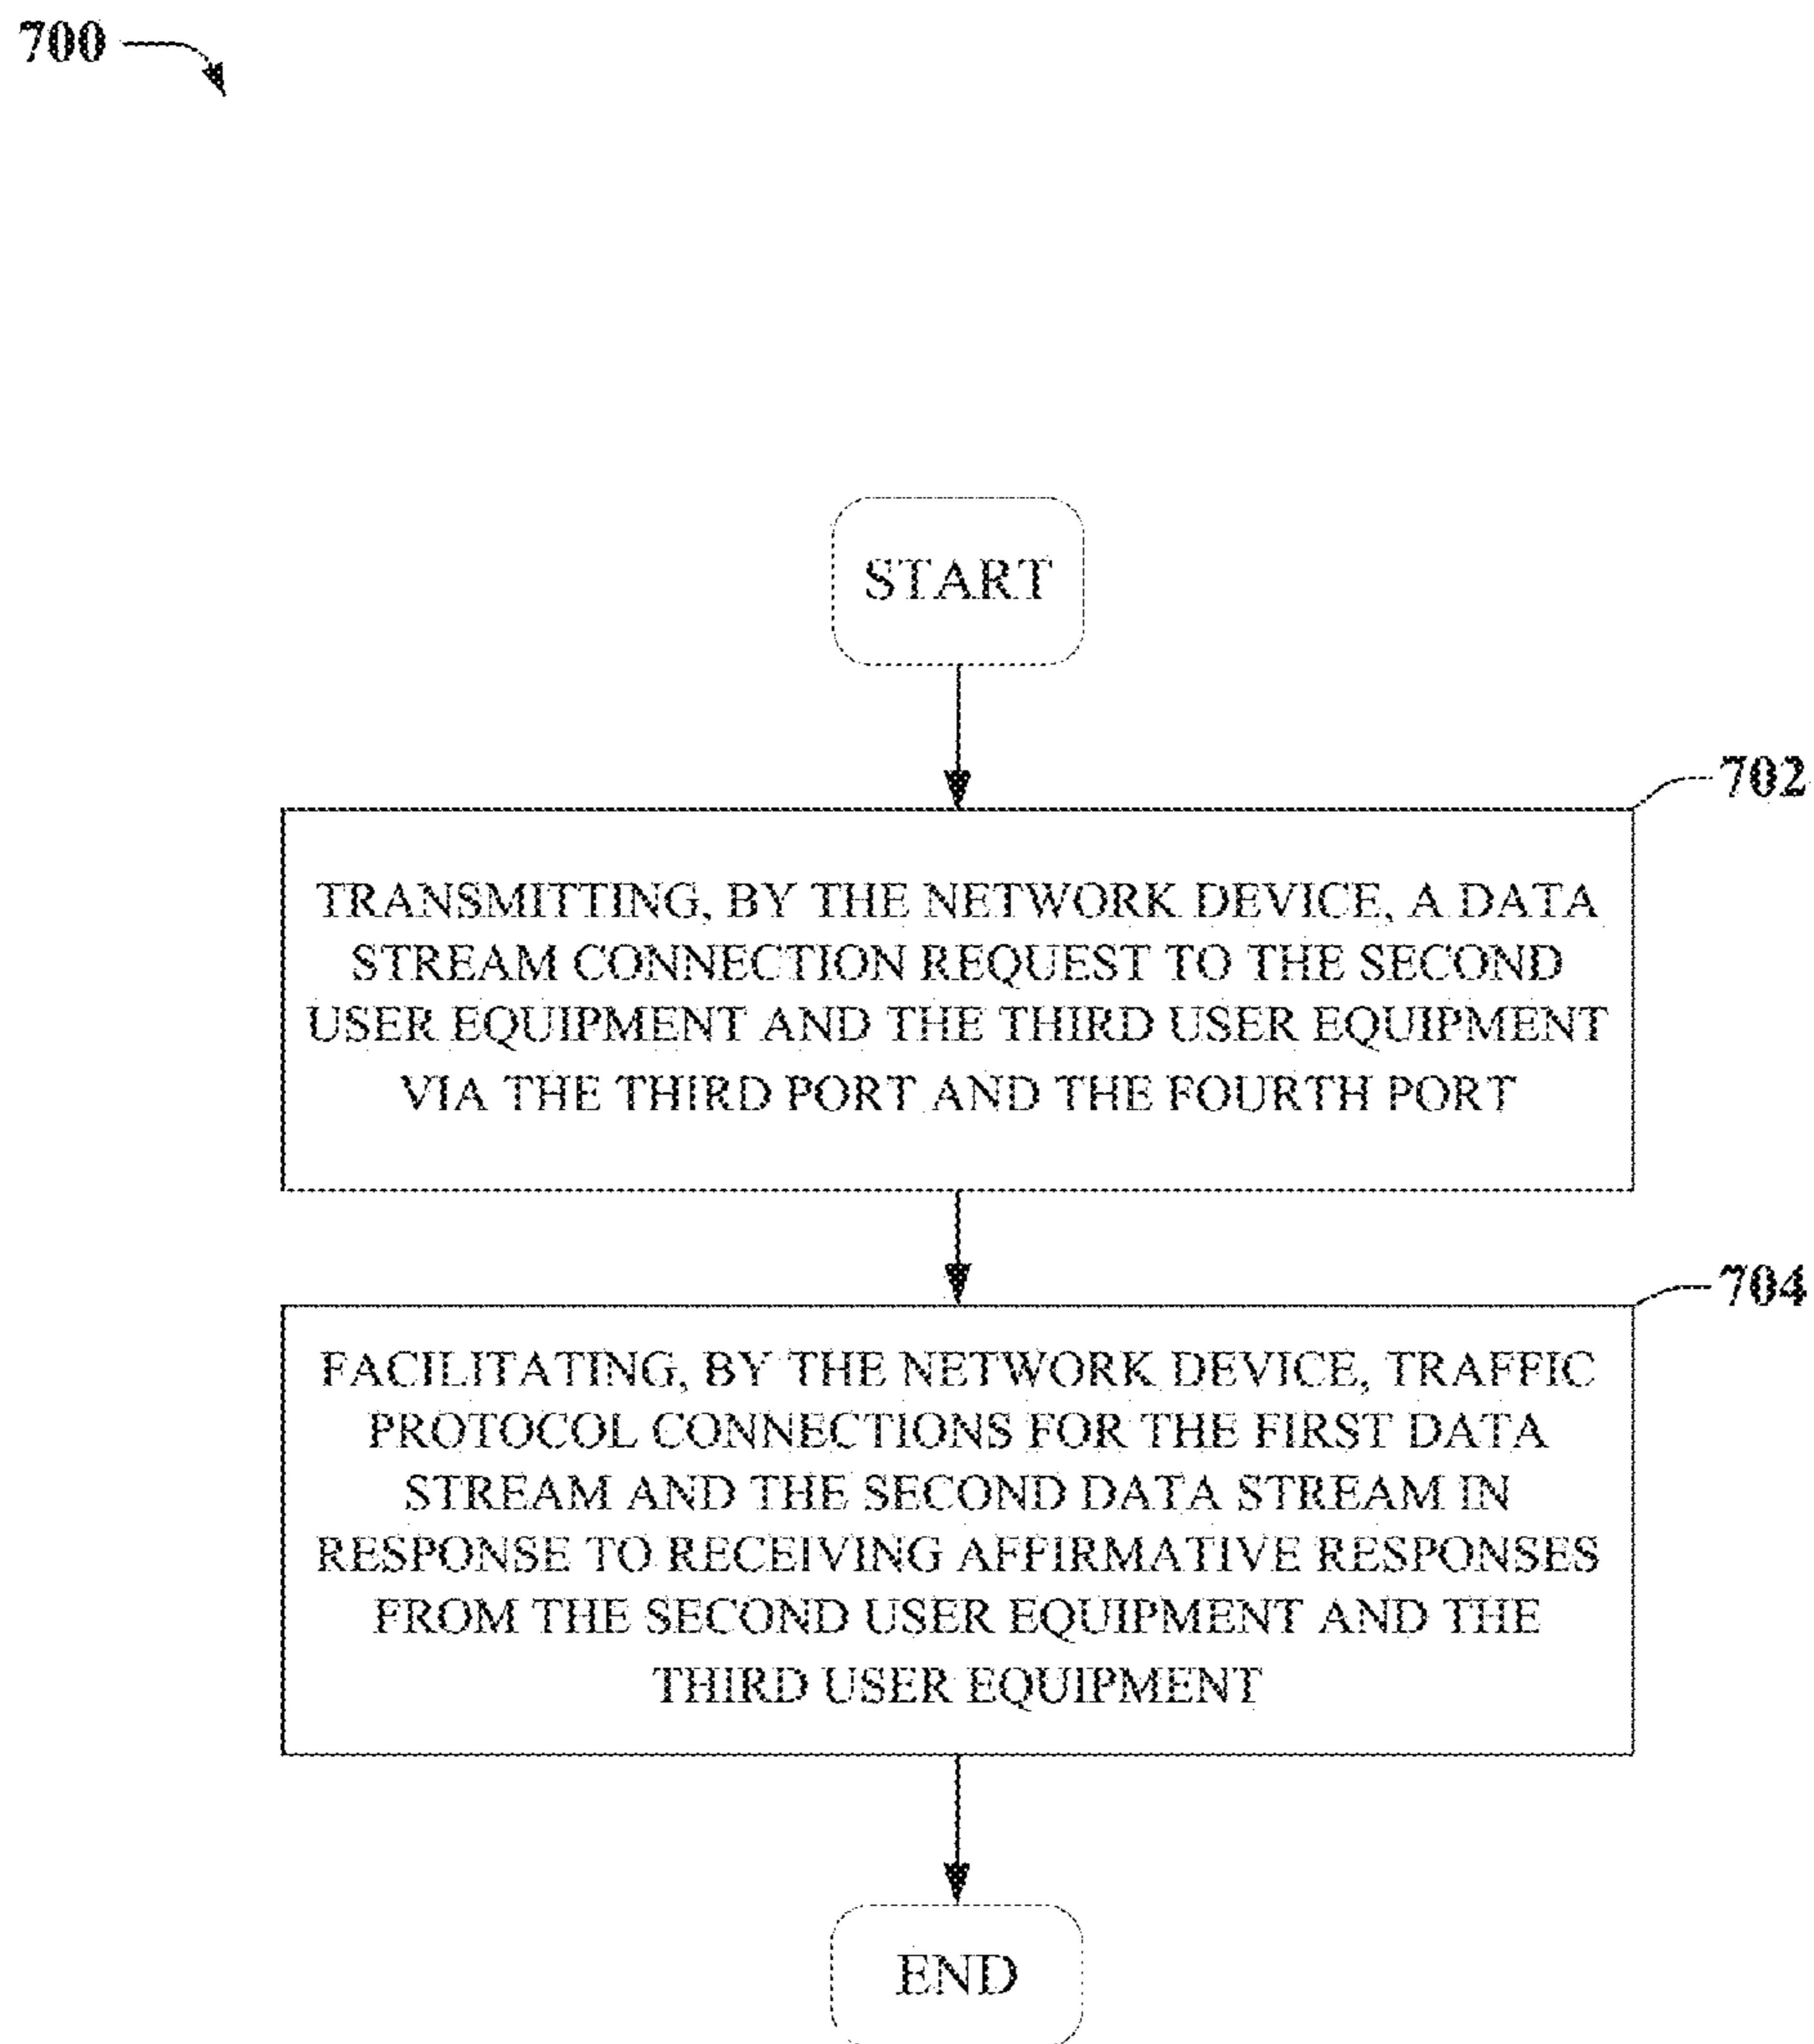 700
START
702
TRANSMITTING, BY THE NETWORK DEVICE, A DATA
STREAM CONNECTION REQUEST TO THE SECOND
USER EQUIPMENT AND THE THIRD USER EQUIPMENT
VIA THE THIRD PORT AND THE FOURTH PORT
704
FACILITATING, BY THE NETWORK DEVICE, TRAFFIC
PROTOCOL CONNECTIONS FOR THE FIRST DATA
STREAM AND THE SECOND DATA STREAM IN
RESPONSE TO RECEIVING AFFIRMATIVE RESPONSES
FROM THE SECOND USER EQUIPMENT AND THE
THIRD USER EQUIPMENT
END